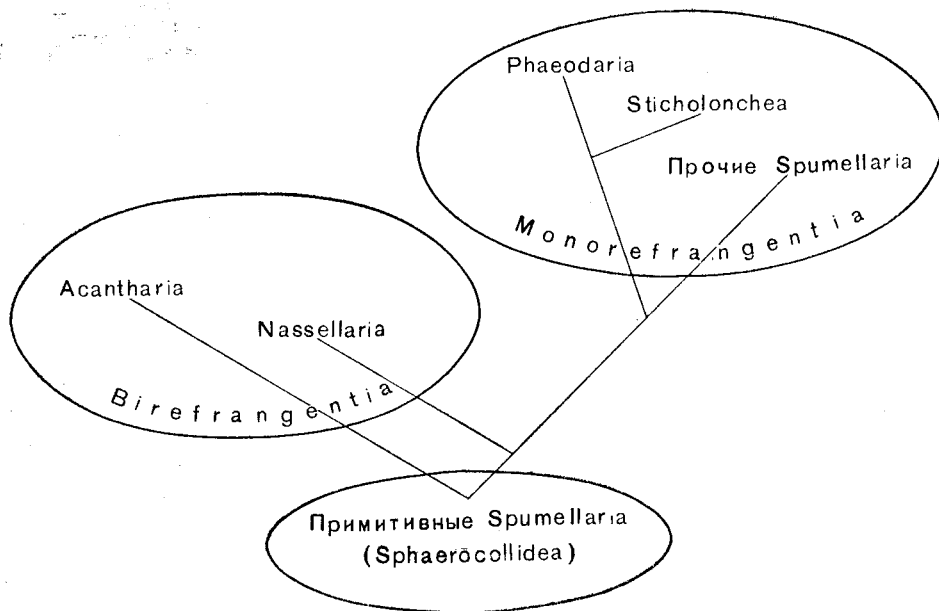 Phaeodaria
Sticholonchea
Прочие Spumellaria
Monorefrangentia
Acantharia
Nassellaria
Birefrangentia
Примитивные Spumellaria
(Sphaerocollidea)